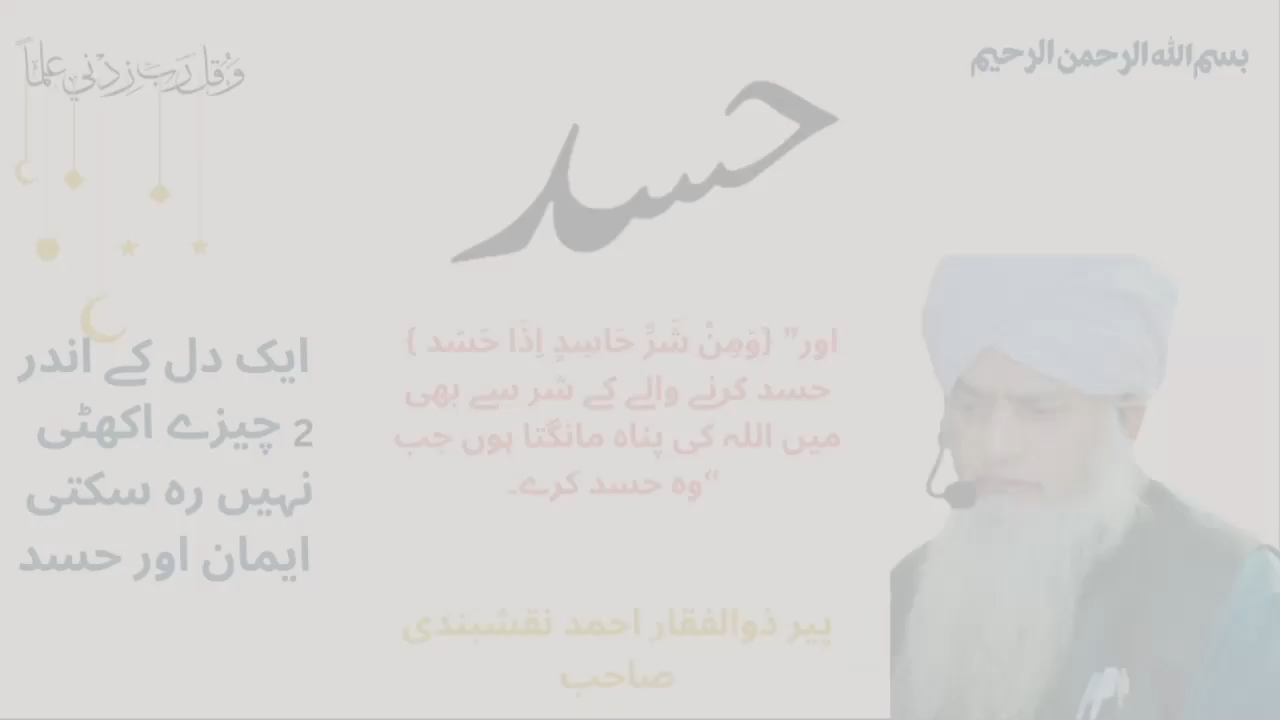 بسم الله الرحمن الرحیم
وَقُل رَّبِّ زِدْنِي عِلْمًا
حسد
اور" {وَمِنْ شَرِّ حَاسِدٍ اِذَا حَسَد }
حسد کرنے والے کے شر سے بھی
میں اللہ کی پناہ مانگتا ہوں جب
وہ حسد کرے۔“
ایک دل کے اندر
2 چیزے اکھٹی
نہیں رہ سکتی
ایمان اور حسد
پیر ذوالفقار احمد نقشبندی
صاحب